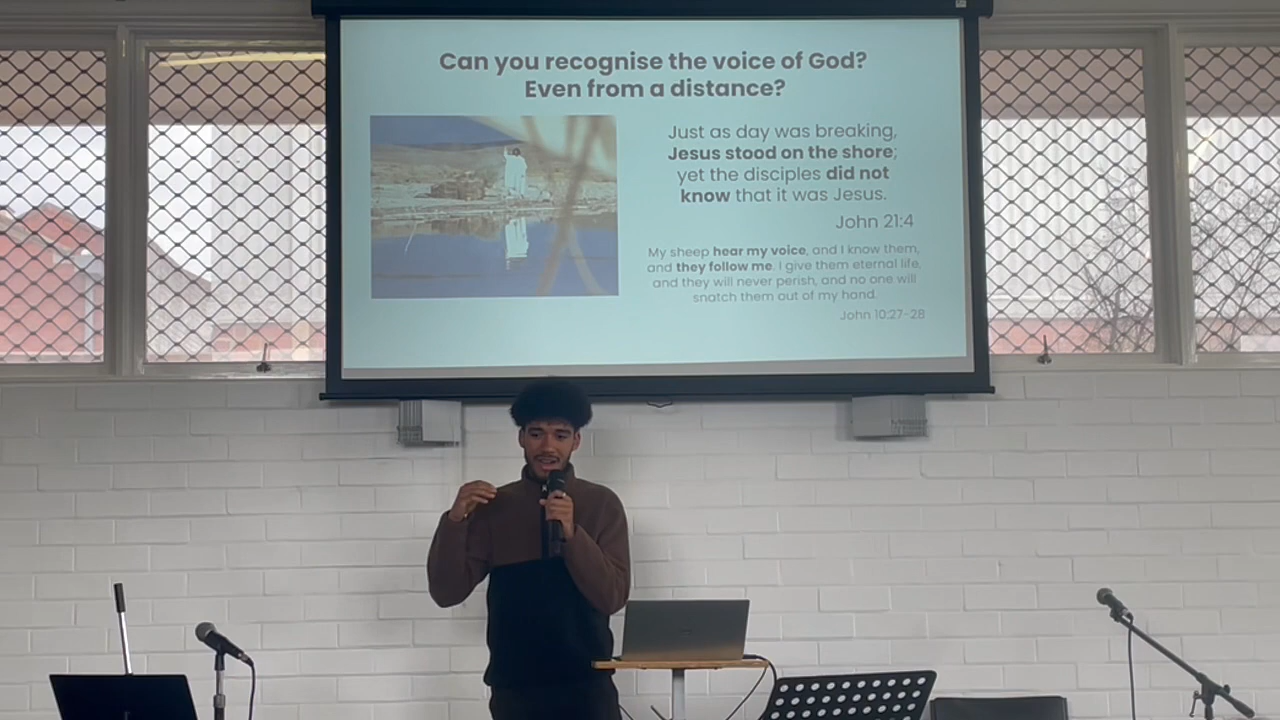 Can you recognise the voice of God?
Even from a distance?
Just as day was breaking,
Jesus stood on the shore;
yet the disciples did not
know that it was Jesus.
John 21:4
My sheep hear my voice, and I know them,
and they follow me. I give them eternal life,
and they will never perish, and no one will
snatch them out of my hand.
John 10:27-28